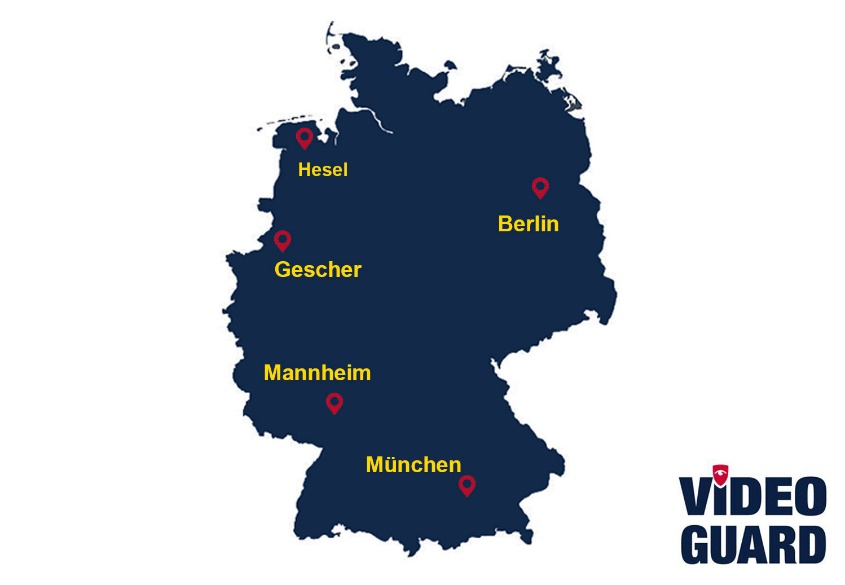 Hesel
Berlin
Gescher
Mannheim
München
VIDEO
GUARD